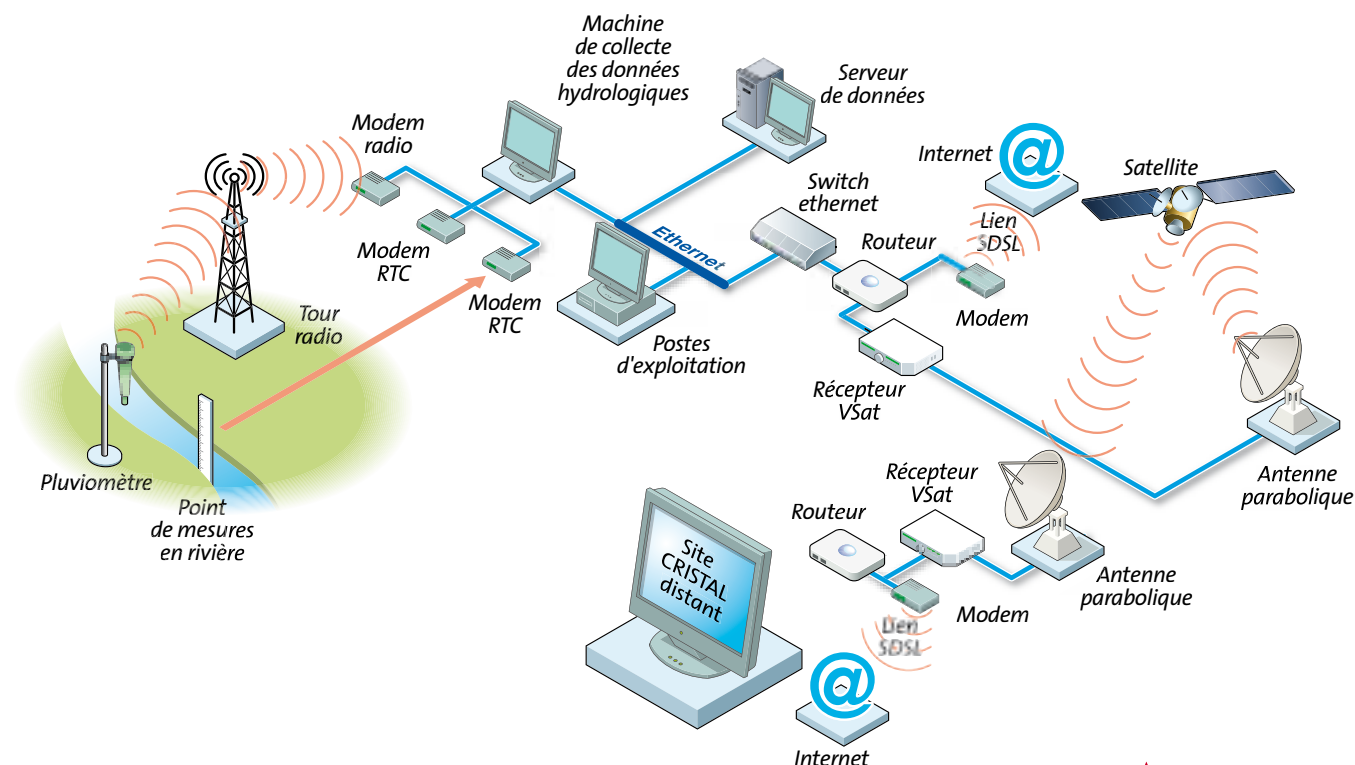 Machine
de collecte
des données
hydrologiques
Serveur
de données
Modem
radio
Internet
Satellite
Switch
ethernet
Lien
SDSL
Routeur
Ethernet
Modem
RTC
Modem
RTC
Tour
radio
Modem
Postes
d'exploitation
Récepteur
VSat
Pluviomètre
Point
de mesures
en rivière
Antenne
parabolique
Récepteur
VSat
Routeur
Site
CRISTAL
distant
Antenne
parabolique
Modem
Lien
SDSL
Internet